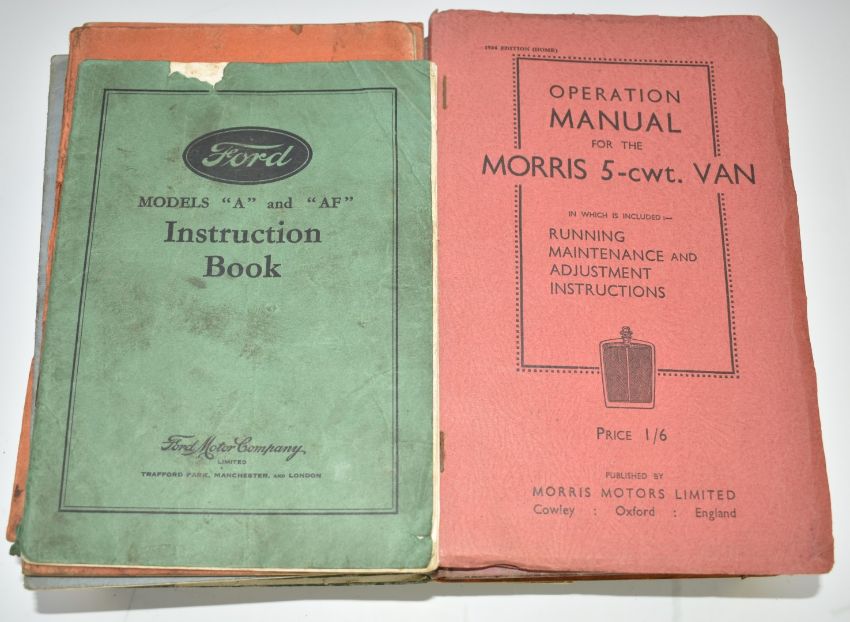 Ford
MODELS "A" and "AF"
Instruction
Book
Ford Motor Company
LIMITED
TRAFFORD PARK, MANCHESTER, AND LONDON
1934 EDITION (HOME)
OPERATION
MANUAL
FOR THE
MORRIS 5-cwt. VAN
IN WHICH IS INCLUDED:—
RUNNING
MAINTENANCE AND
ADJUSTMENT
INSTRUCTIONS
PRICE 1/6
PUBLISHED BY
MORRIS MOTORS LIMITED
Cowley : Oxford : England